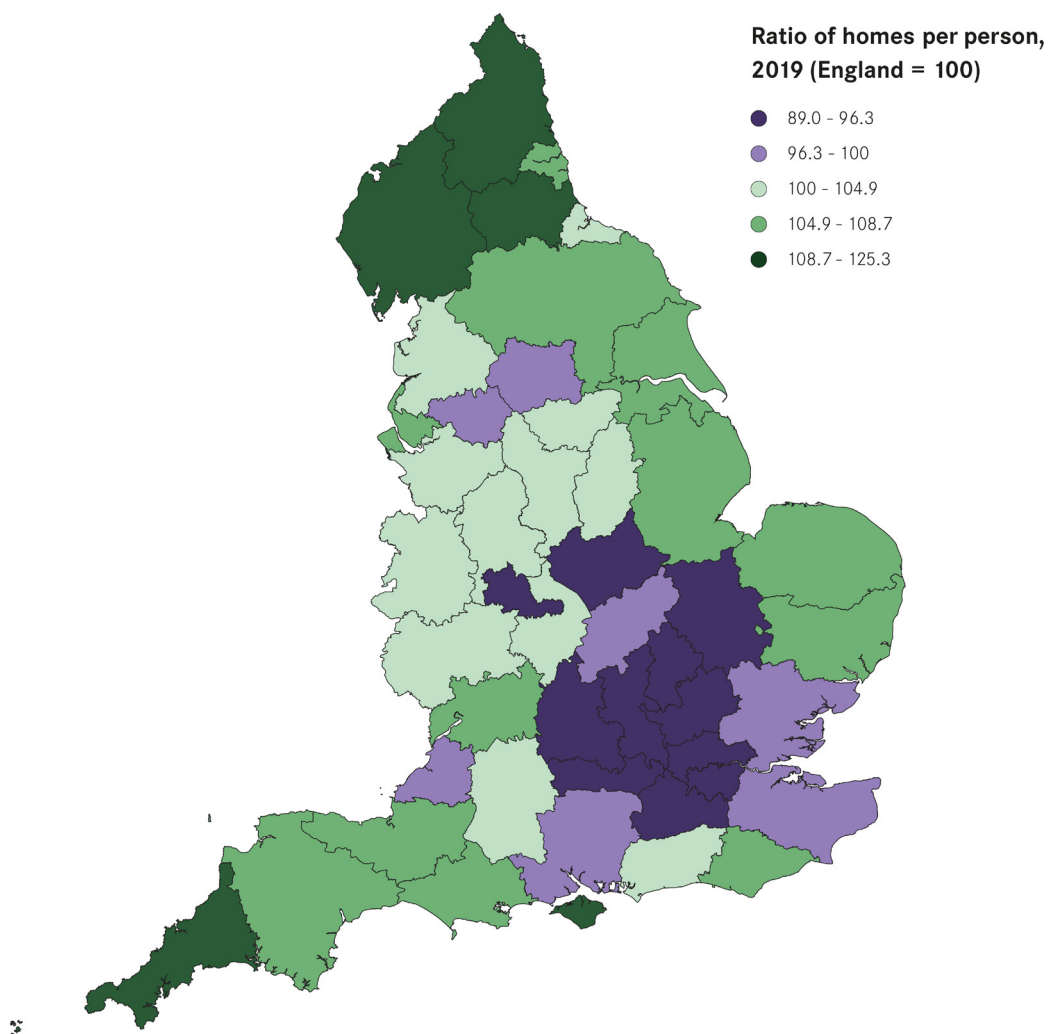 Ratio of homes per person,
2019 (England = 100)
89.0 - 96.3
96.3 - 100
100 - 104.9
104.9 - 108.7
108.7 - 125.3